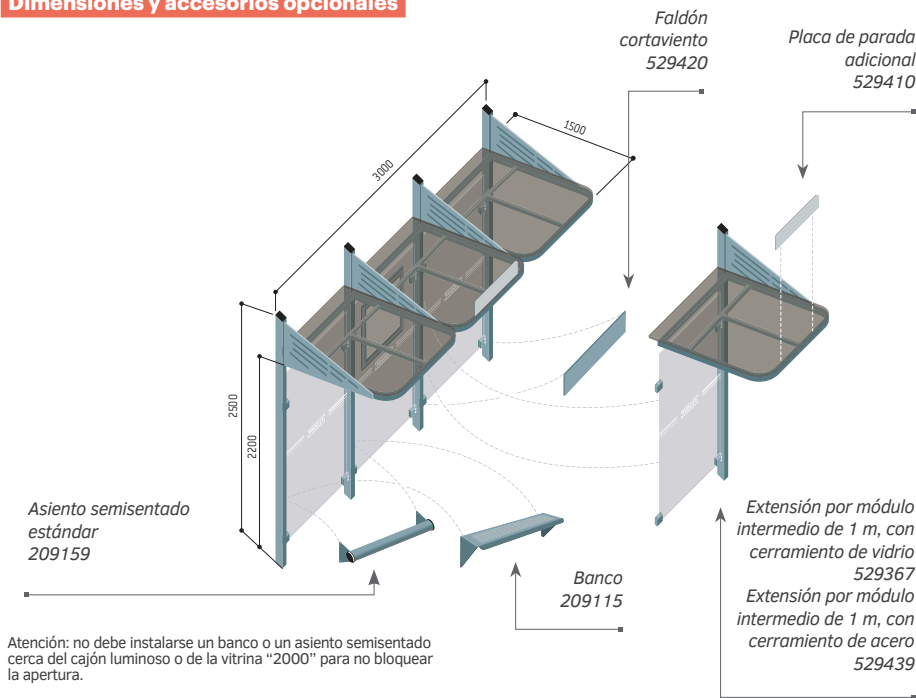 Dimensiones y accesorios opcionales
Faldón
cortaviento
529420
Placa de parada
adicional
529410
1500
3000
2500
2200
Asiento semisentado
estándar
209159
Banco
209115
Extensión por módulo
intermedio de 1 m, con
cerramiento de vidrio
529367
Extensión por módulo
intermedio de 1 m, con
cerramiento de acero
529439
Atención: no debe instalarse un banco o un asiento semisentado
cerca del cajón luminoso o de la vitrina “2000” para no bloquear
la apertura.